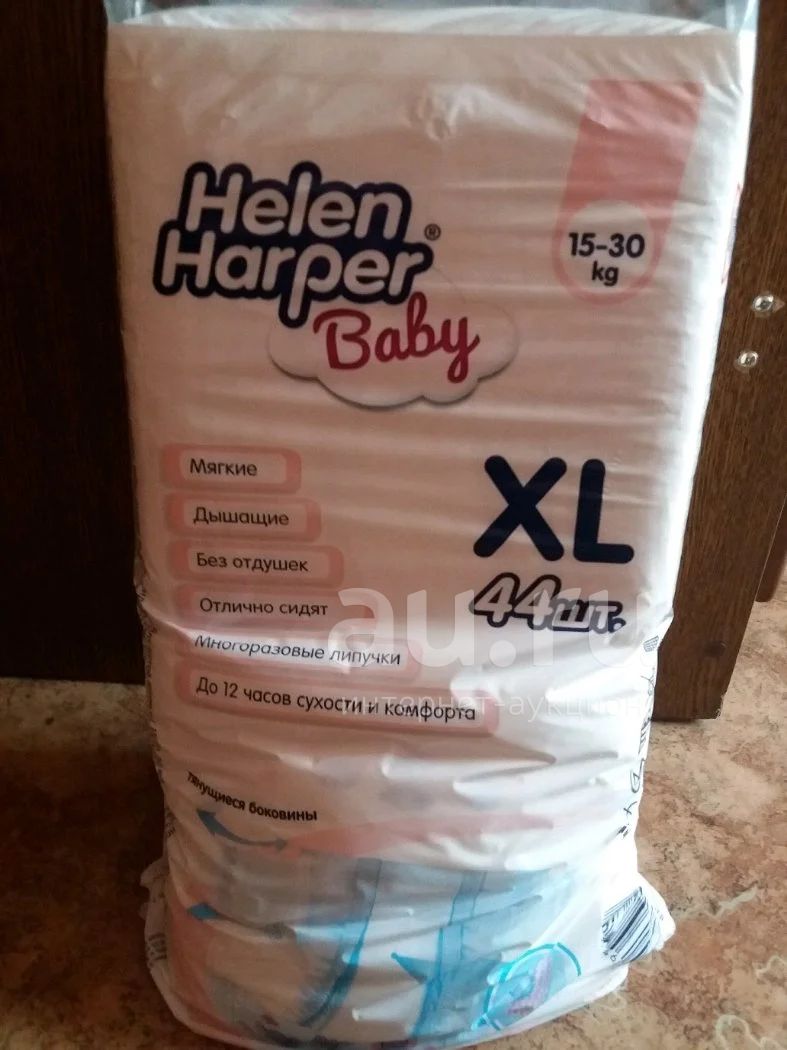 Helen
Harper®
Baby
15-30
kg
Мягкие
Дышащие
Без отдушек
Отлично сидят
Многоразовые липучки
До 12 часов сухости и комфорта
XL
44шт.
au.ru
интернет-аукцион
тянущиеся боковины